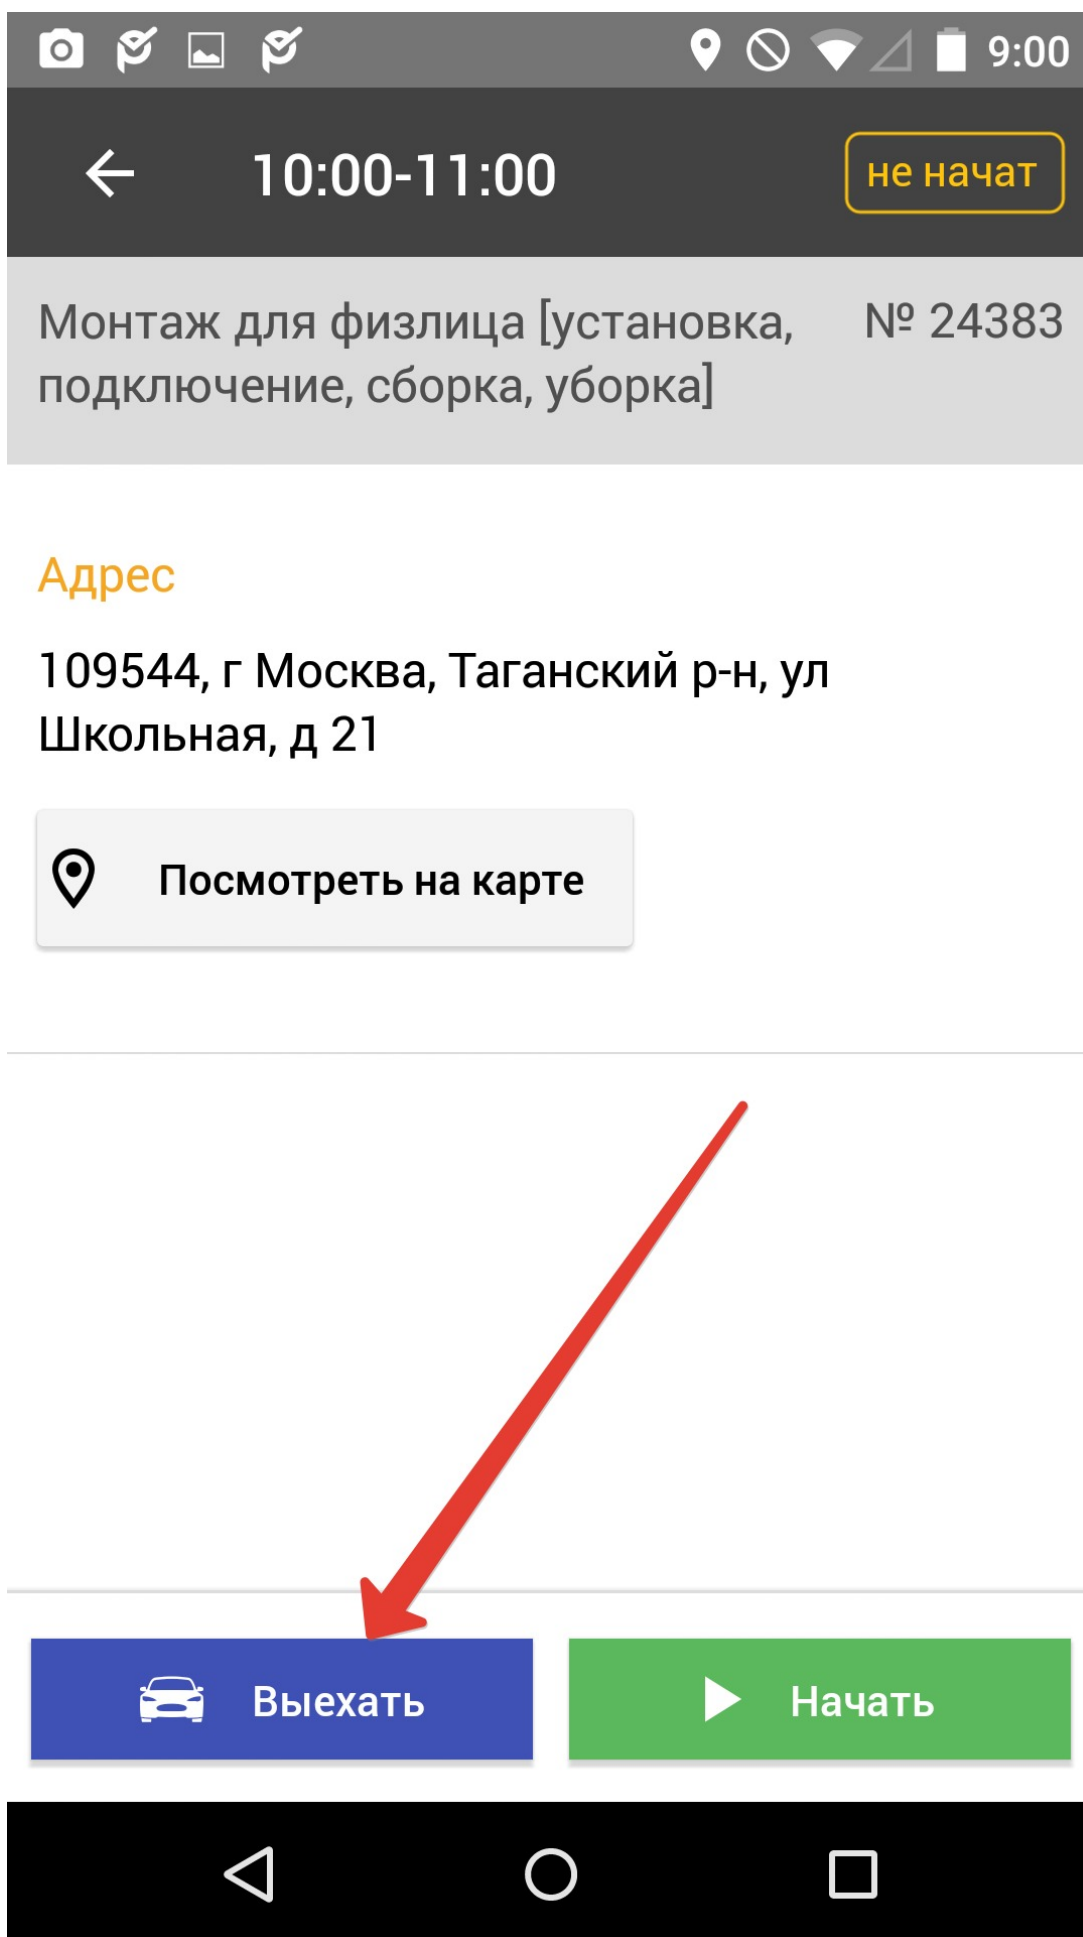 9:00
10:00-11:00
не начат
Монтаж для физлица [установка,
подключение, сборка, уборка]
№ 24383
Адрес
109544, г Москва, Таганский р-н, ул
Школьная, д 21
Посмотреть на карте
Выехать
Начать